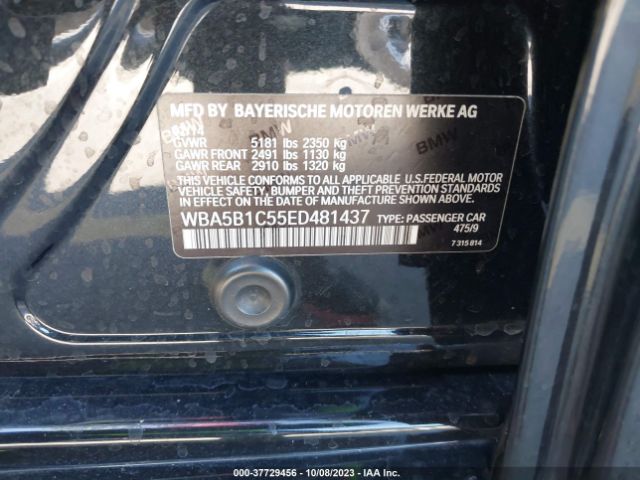 MFD BY BAYERISCHE MOTOREN WERKE AG
GVWR 5181 lbs 2350 kg
GAWR FRONT 2491 lbs 1130 kg
GAWR REAR 2910 lbs 1320 kg
THIS VEHICLE CONFORMS TO ALL APPLICABLE U.S.FEDERAL MOTOR
VEHICLE SAFETY, BUMPER AND THEFT PREVENTION STANDARDS
IN EFFECT ON THE DATE OF MANUFACTURE SHOWN ABOVE.
WBA5B1C55ED481437 TYPE: PASSENGER CAR
475/9
7 315 814
000-37729456 - 10/08/2023 - IAA Inc.